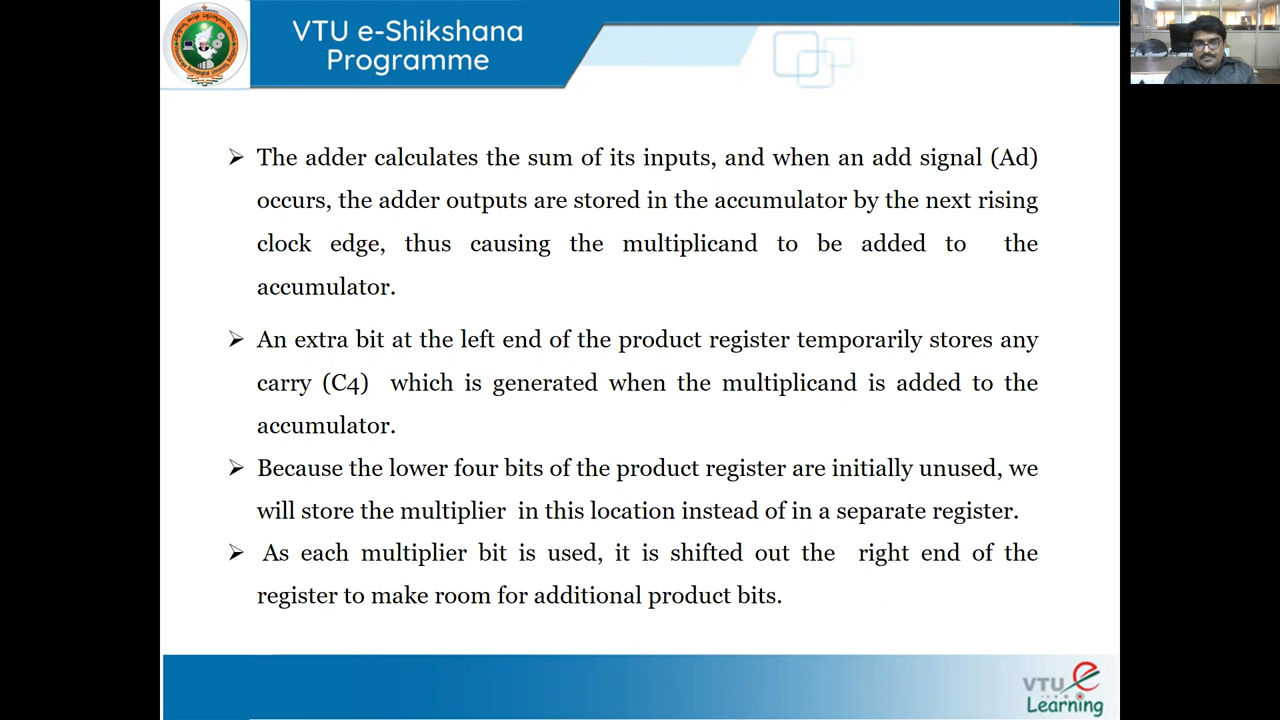 VTU e-Shikshana
Programme
➢ The adder calculates the sum of its inputs, and when an add signal (Ad)
occurs, the adder outputs are stored in the accumulator by the next rising
clock edge, thus causing the multiplicand to be added to the
accumulator.
➢ An extra bit at the left end of the product register temporarily stores any
carry (C4) which is generated when the multiplicand is added to the
accumulator.
➢ Because the lower four bits of the product register are initially unused, we
will store the multiplier in this location instead of in a separate register.
➢ As each multiplier bit is used, it is shifted out the right end of the
register to make room for additional product bits.
VTU e
Learning